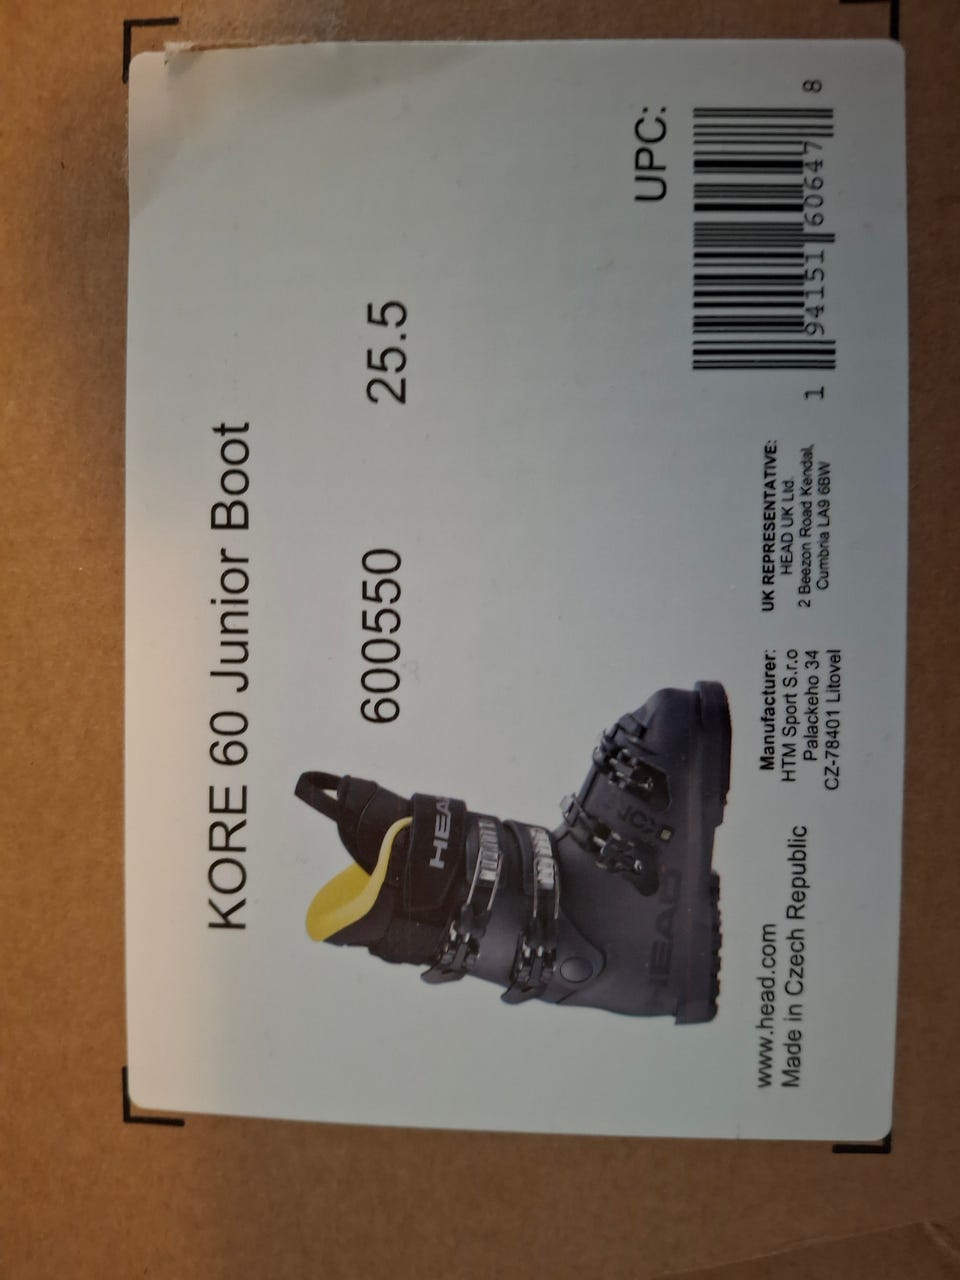 KORE 60 Junior Boot
600550 25.5
HEAD
HEAD
KORE
www.head.com
Made in Czech Republic
Manufacturer:
HTM Sport S.r.o
Palackeho 34
CZ-78401 Litovel
UK REPRESENTATIVE:
HEAD UK Ltd.
2 Beezon Road Kendal,
Cumbria LA9 6BW
UPC:
1 94151 60647 8